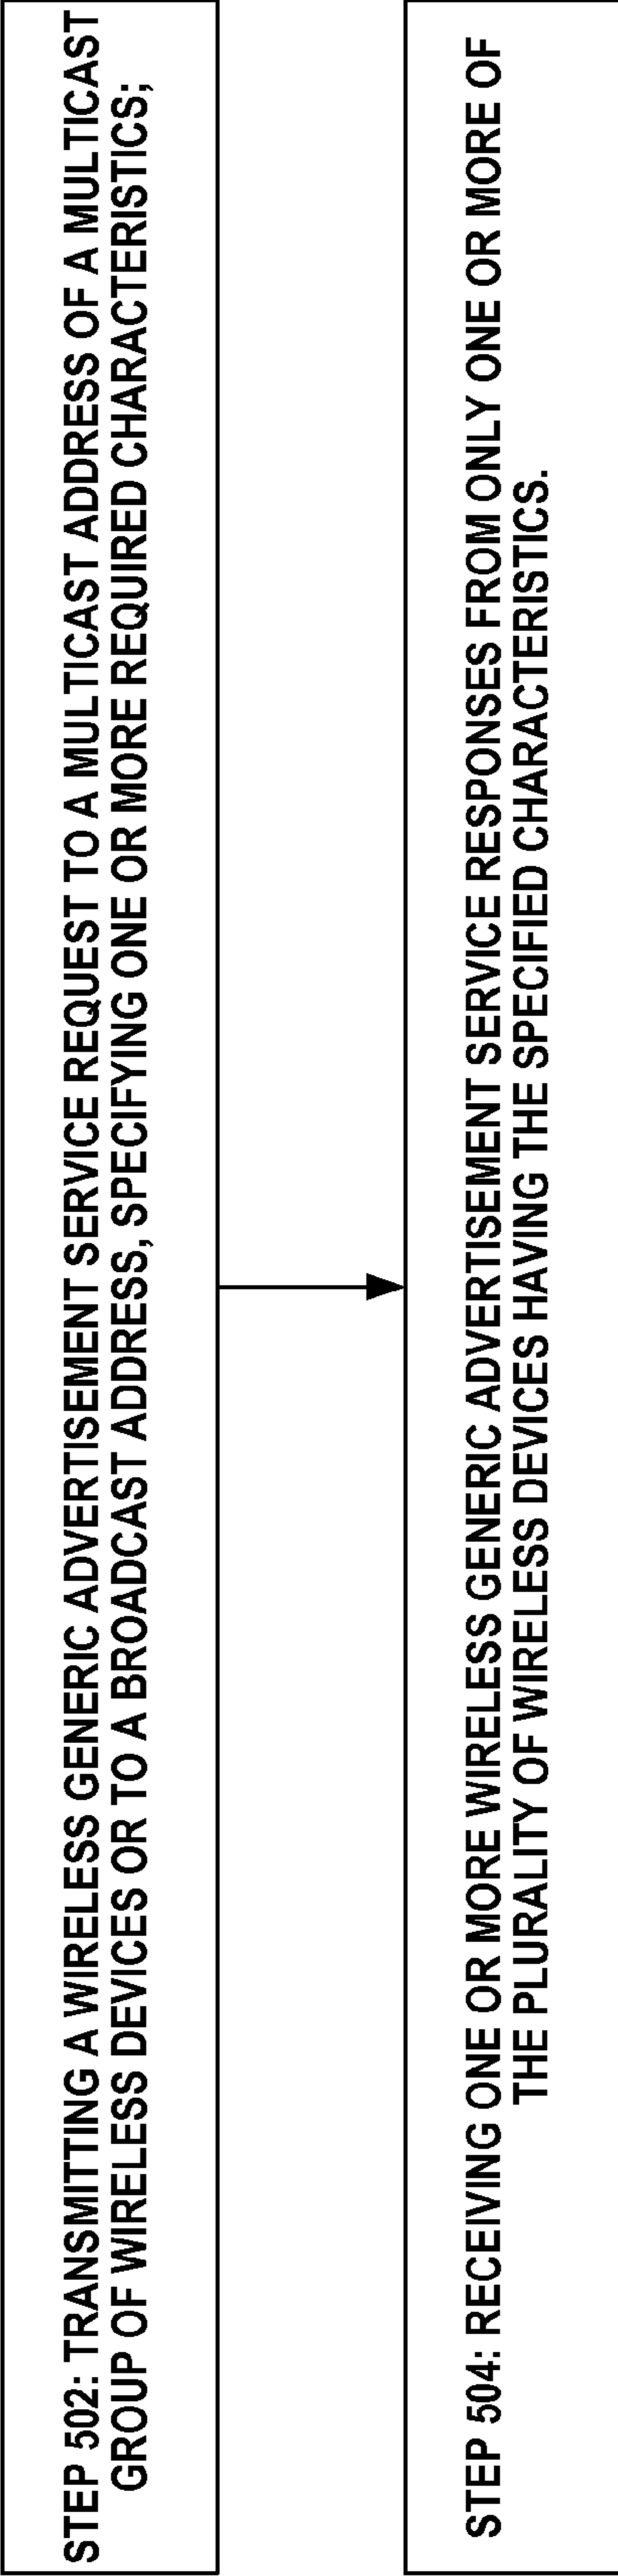 STEP 502: TRANSMITTING A WIRELESS GENERIC ADVERTISEMENT SERVICE REQUEST TO A MULTICAST ADDRESS OF A MULTICAST
GROUP OF WIRELESS DEVICES OR TO A BROADCAST ADDRESS, SPECIFYING ONE OR MORE REQUIRED CHARACTERISTICS;
STEP 504: RECEIVING ONE OR MORE WIRELESS GENERIC ADVERTISEMENT SERVICE RESPONSES FROM ONLY ONE OR MORE OF
THE PLURALITY OF WIRELESS DEVICES HAVING THE SPECIFIED CHARACTERISTICS.